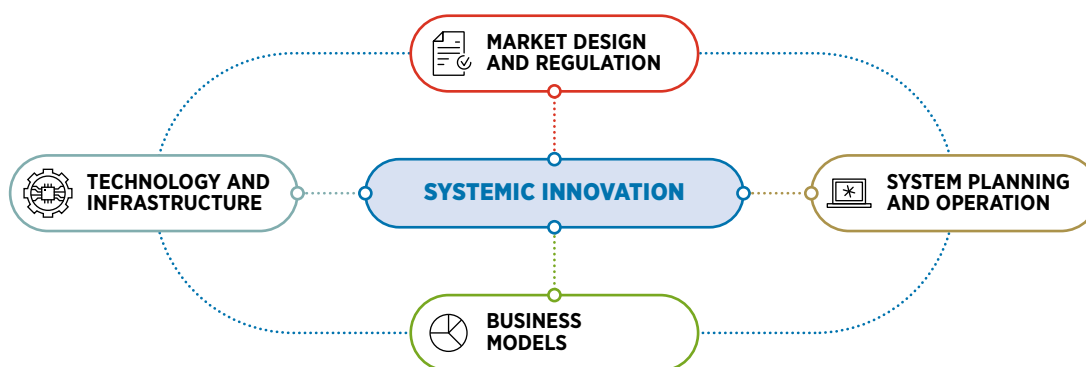 MARKET DESIGN
AND REGULATION
TECHNOLOGY AND
INFRASTRUCTURE
SYSTEMIC INNOVATION
SYSTEM PLANNING
AND OPERATION
BUSINESS
MODELS